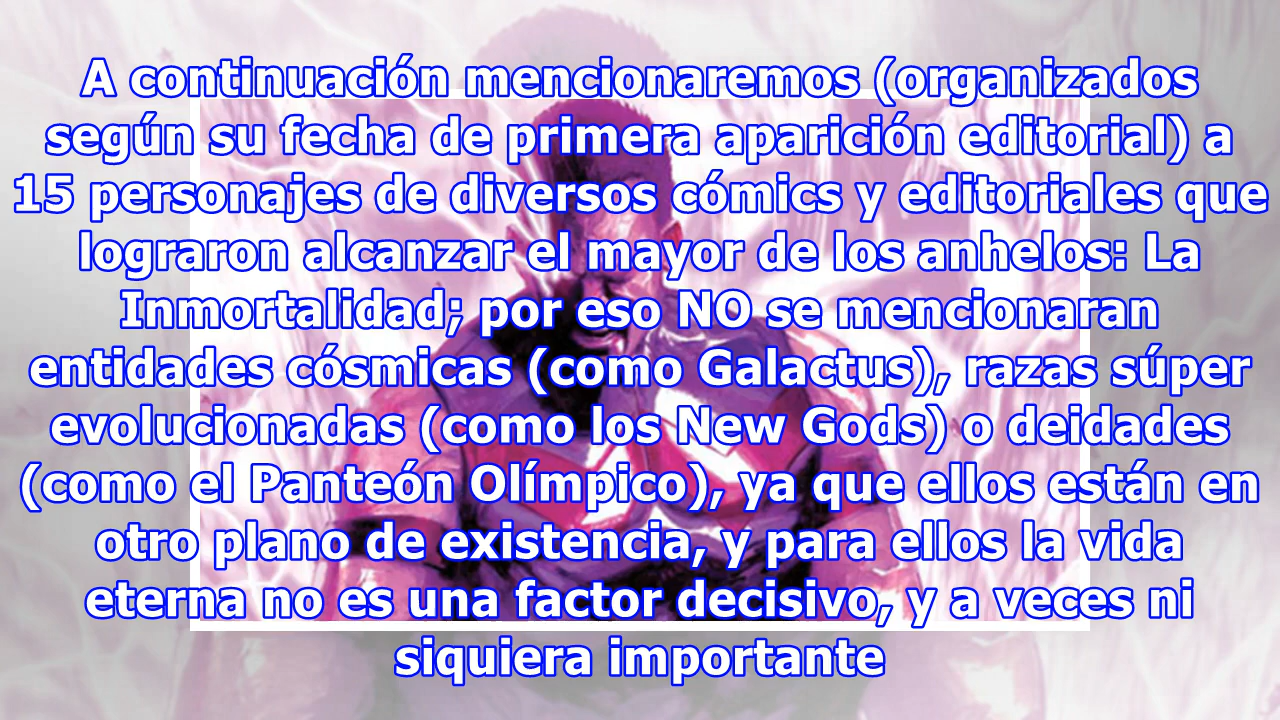 A continuación mencionaremos (organizados
según su fecha de primera aparición editorial) a
15 personajes de diversos cómics y editoriales que
lograron alcanzar el mayor de los anhelos: La
Inmortalidad; por eso NO se mencionaran
entidades cósmicas (como Galactus), razas súper
evolucionadas (como los New Gods) o deidades
(como el Panteón Olímpico), ya que ellos están en
otro plano de existencia, y para ellos la vida
eterna no es una factor decisivo, y a veces ni
siquiera importante